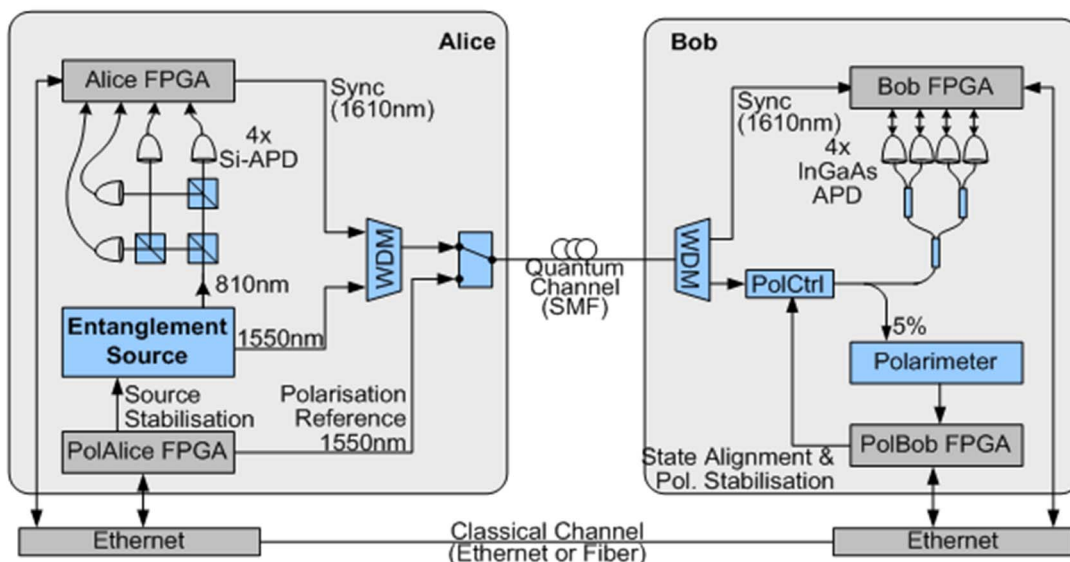 Alice
Alice FPGA
Sync
(1610nm)
4x
Si-APD
WDM
810nm
Entanglement
Source
1550nm
Source
Stabilisation
Polarisation
Reference
1550nm
PolAlice FPGA
Ethernet
Quantum
Channel
(SMF)
Classical Channel
(Ethernet or Fiber)
Bob
Bob FPGA
Sync
(1610nm)
4x
InGaAs
APD
WDM
PolCtrl
5%
Polarimeter
PolBob FPGA
State Alignment &
Pol. Stabilisation
Ethernet